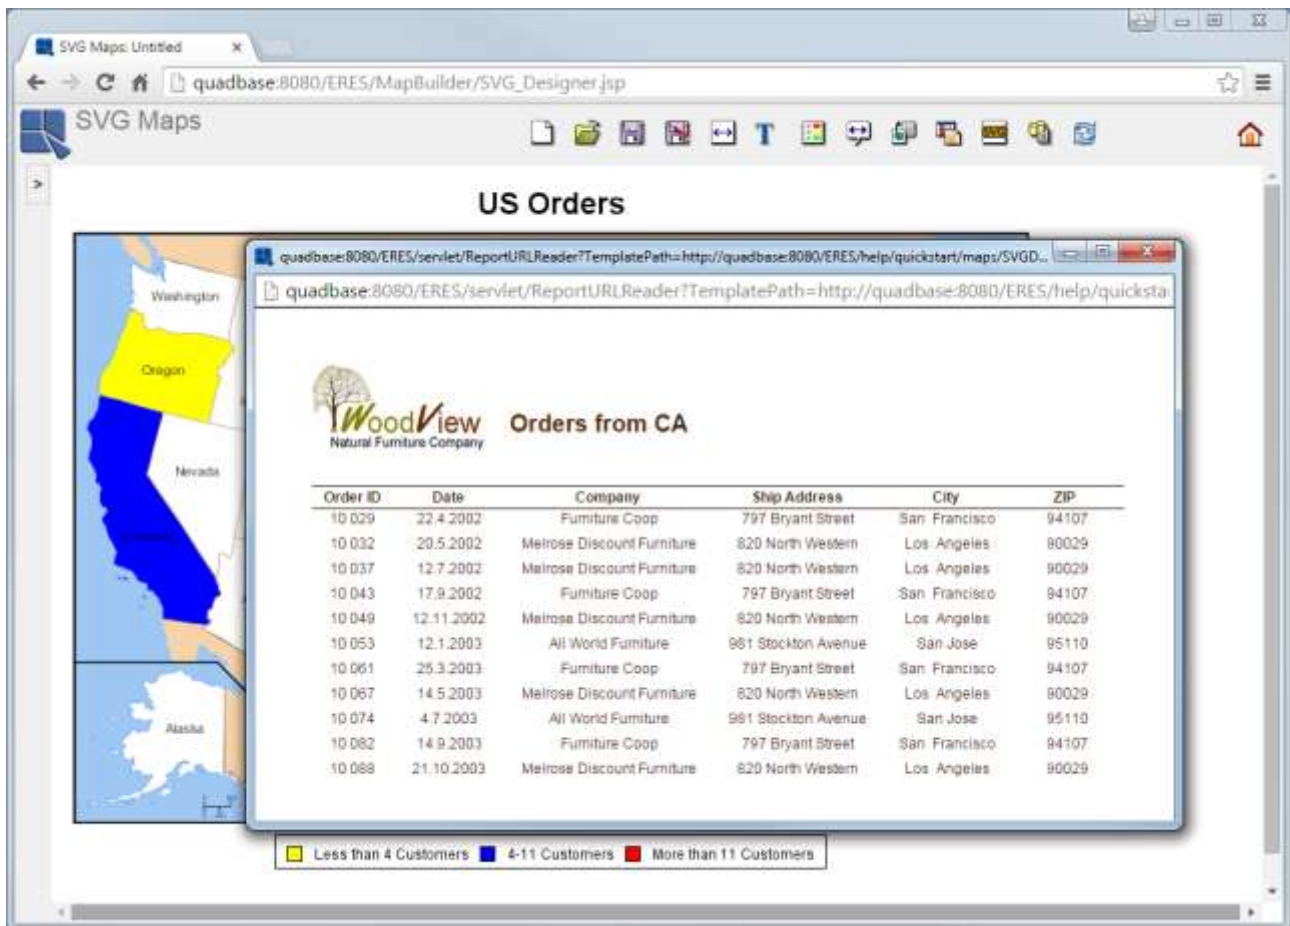 SVG Maps: Untitled
quadbase:8080/ERES/MapBuilder/SVG_Designer.jsp
SVG Maps
US Orders
quadbase:8080/ERES/servlet/ReportURLReader?TemplatePath=http://quadbase:8080/ERES/help/quickstart/maps/SVGD...
quadbase:8080/ERES/servlet/ReportURLReader?TemplatePath=http://quadbase:8080/ERES/help/quicksta
Washington
Oregon
Nevada
Alaska
WoodView
Natural Furniture Company
Orders from CA
Order ID Date Company Ship Address City ZIP
10 029 22.4.2002 Furniture Coop 797 Bryant Street San Francisco 94107
10 032 20.5.2002 Melrose Discount Furniture 820 North Western Los Angeles 90029
10 037 12.7.2002 Melrose Discount Furniture 820 North Western Los Angeles 90029
10 043 17.9.2002 Furniture Coop 797 Bryant Street San Francisco 94107
10 049 12.11.2002 Melrose Discount Furniture 820 North Western Los Angeles 90029
10 053 12.1.2003 All World Furniture 981 Stockton Avenue San Jose 95110
10 061 25.3.2003 Furniture Coop 797 Bryant Street San Francisco 94107
10 067 14.5.2003 Melrose Discount Furniture 820 North Western Los Angeles 90029
10 074 4.7.2003 All World Furniture 981 Stockton Avenue San Jose 95110
10 082 14.9.2003 Furniture Coop 797 Bryant Street San Francisco 94107
10 088 21.10.2003 Melrose Discount Furniture 820 North Western Los Angeles 90029
Less than 4 Customers 4-11 Customers More than 11 Customers